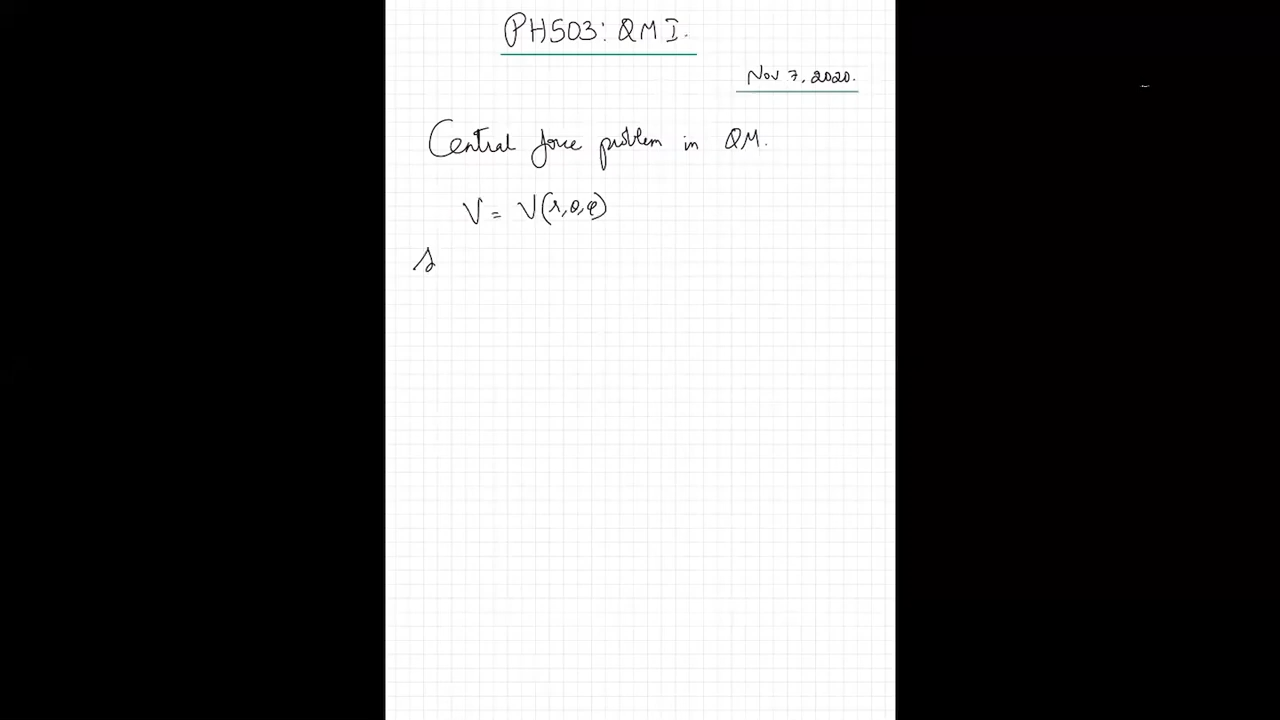 PH503: QM I.
Nov 7, 2020.
Central force problem in QM.
V = V(r,θ,φ)